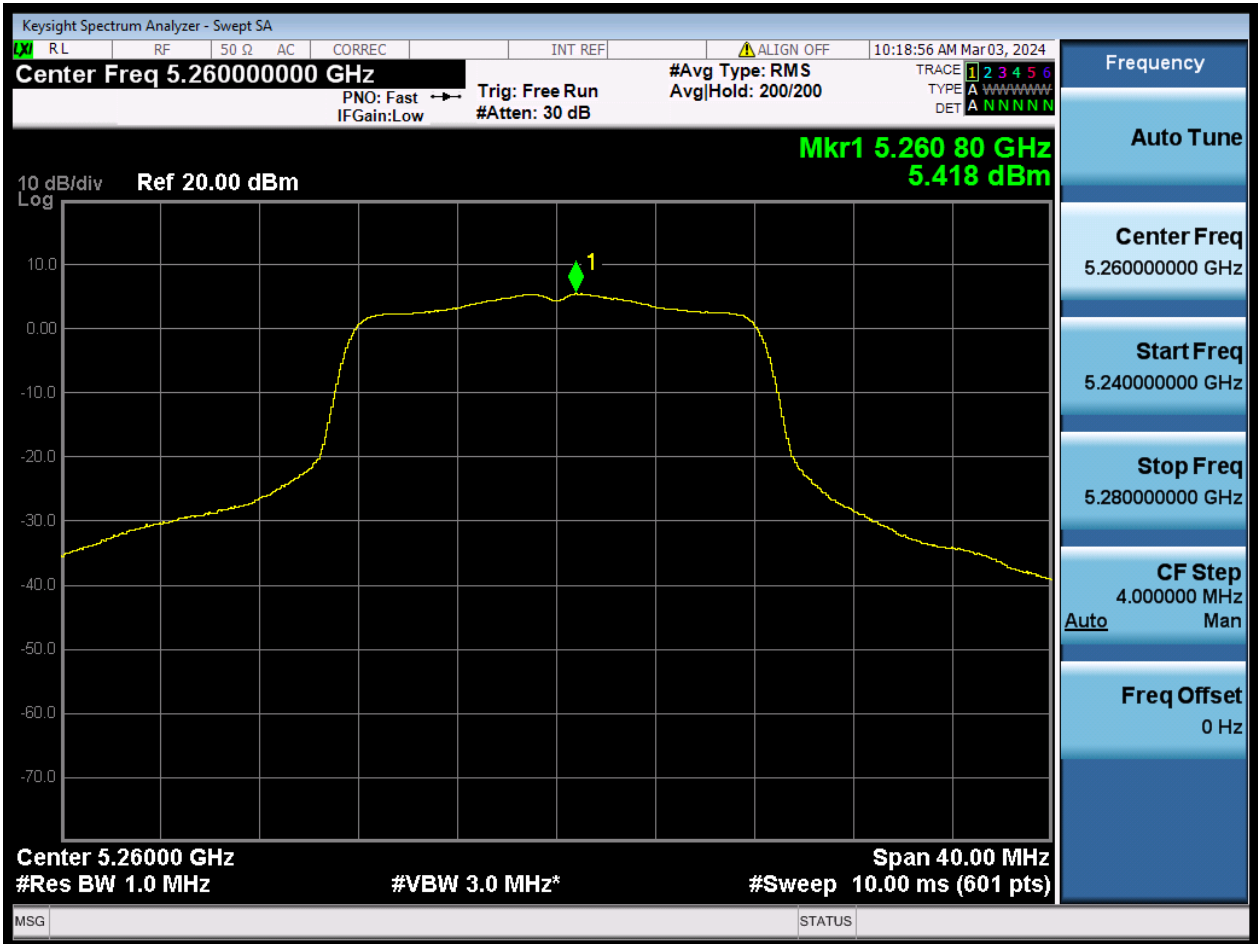 Keysight Spectrum Analyzer - Swept SA
LXI RL RF 50 Ω AC CORREC INT REF ALIGN OFF 10:18:56 AM Mar 03, 2024
Center Freq 5.260000000 GHz
PNO: Fast
IFGain:Low
Trig: Free Run
#Atten: 30 dB
#Avg Type: RMS
Avg|Hold: 200/200
TRACE 1 2 3 4 5 6
TYPE A WWWWW
DET A N N N N N
Mkr1 5.260 80 GHz
5.418 dBm
10 dB/div Ref 20.00 dBm
Log
1
10.0
0.00
-10.0
-20.0
-30.0
-40.0
-50.0
-60.0
-70.0
Center 5.26000 GHz Span 40.00 MHz
#Res BW 1.0 MHz #VBW 3.0 MHz* #Sweep 10.00 ms (601 pts)
MSG STATUS
Frequency
Auto Tune
Center Freq
5.260000000 GHz
Start Freq
5.240000000 GHz
Stop Freq
5.280000000 GHz
CF Step
4.000000 MHz
Auto Man
Freq Offset
0 Hz